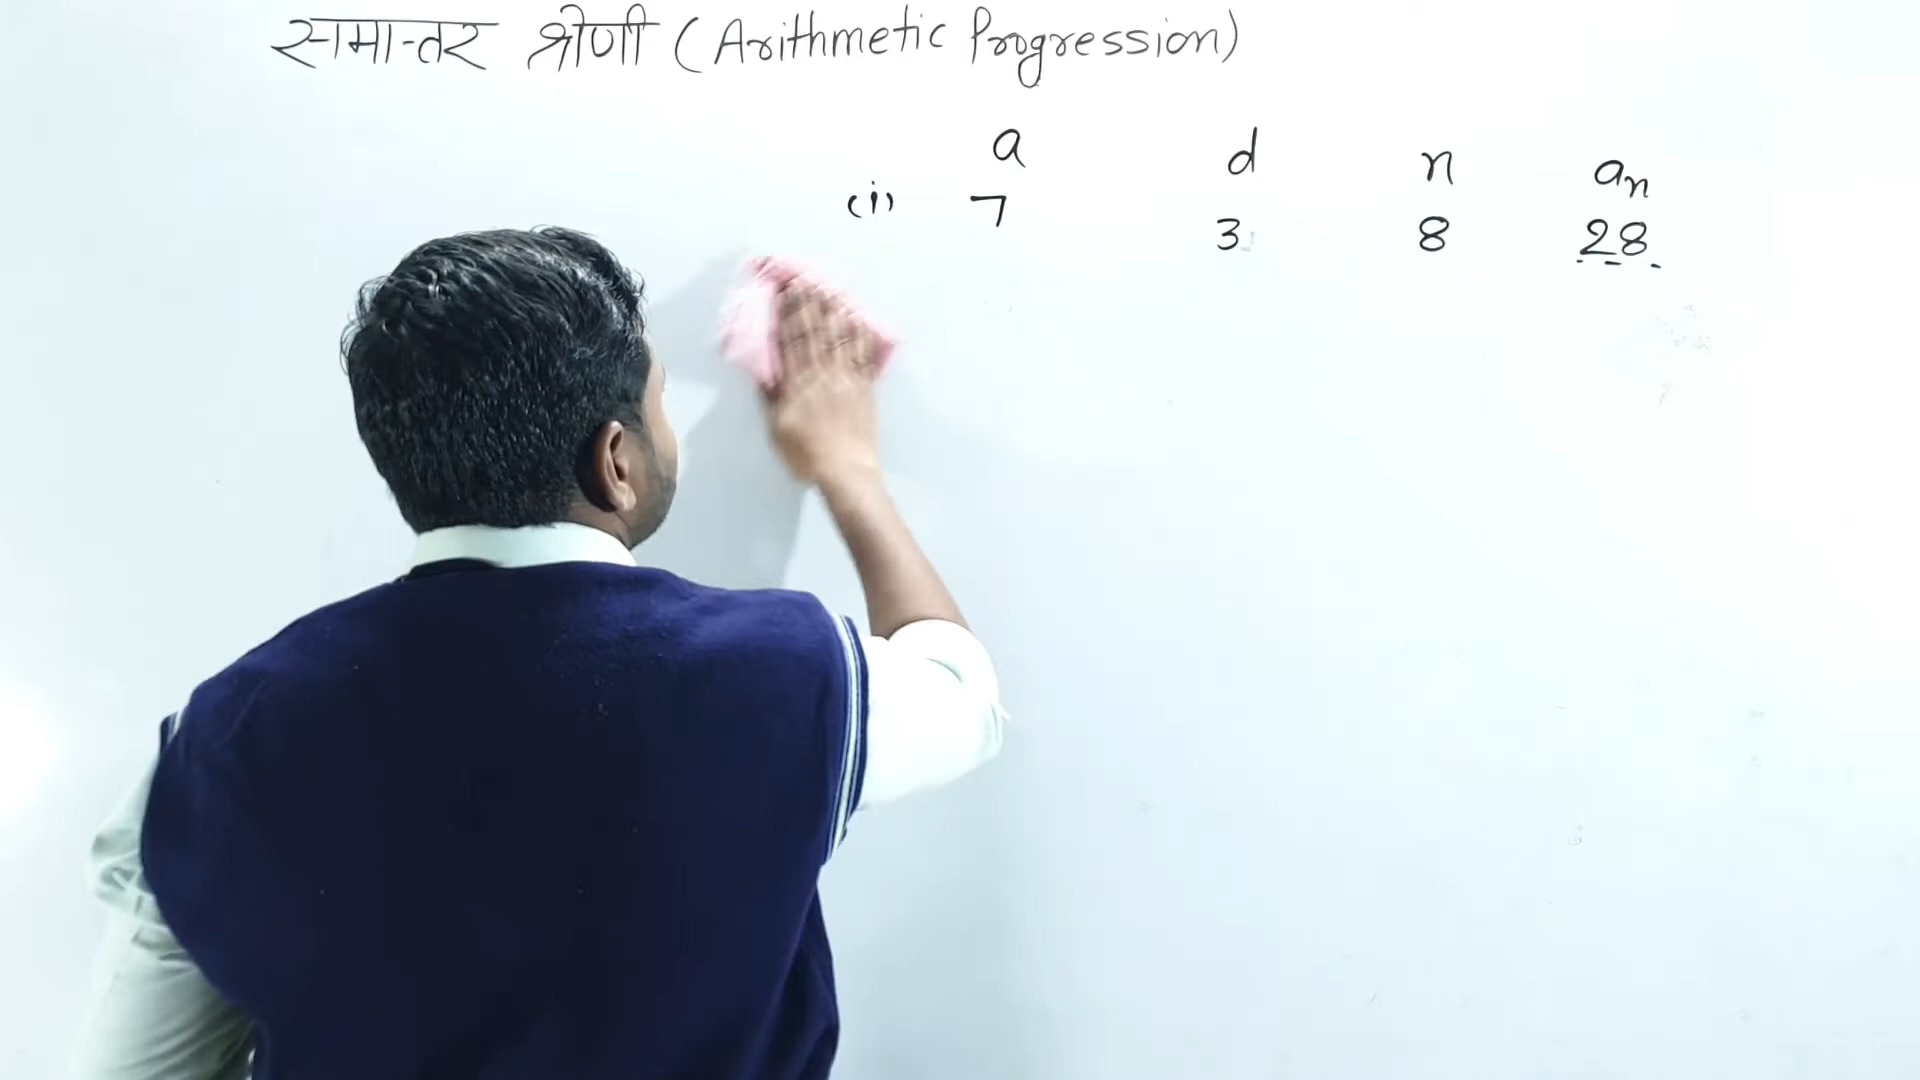 समान्तर श्रेणी (Arithmetic Progression)
a d n an
(i) 7 3 8 28